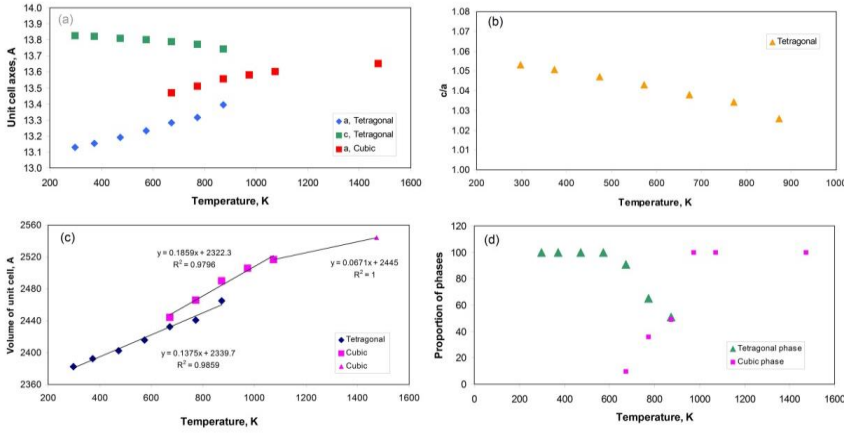 (a)
Unit cell axes, A
14.0
13.9
13.8
13.7
13.6
13.5
13.4
13.3
13.2
13.1
13.0
a, Tetragonal
c, Tetragonal
a, Cubic
200 400 600 800 1000 1200 1400 1600
Temperature, K
(b)
c/a
1.08
1.07
1.06
1.05
1.04
1.03
1.02
1.01
1.00
Tetragonal
200 300 400 500 600 700 800 900 1000
Temperature, K
(c)
Volume of unit cell, A
2560
2520
2480
2440
2400
2360
y = 0.1859x + 2322.3
R² = 0.9796
y = 0.0671x + 2445
R² = 1
y = 0.1375x + 2339.7
R² = 0.9859
Tetragonal
Cubic
Cubic
200 400 600 800 1000 1200 1400 1600
Temperature, K
(d)
Proportion of phases
120
100
80
60
40
20
0
Tetragonal phase
Cubic phase
0 200 400 600 800 1000 1200 1400 1600
Temperature, K